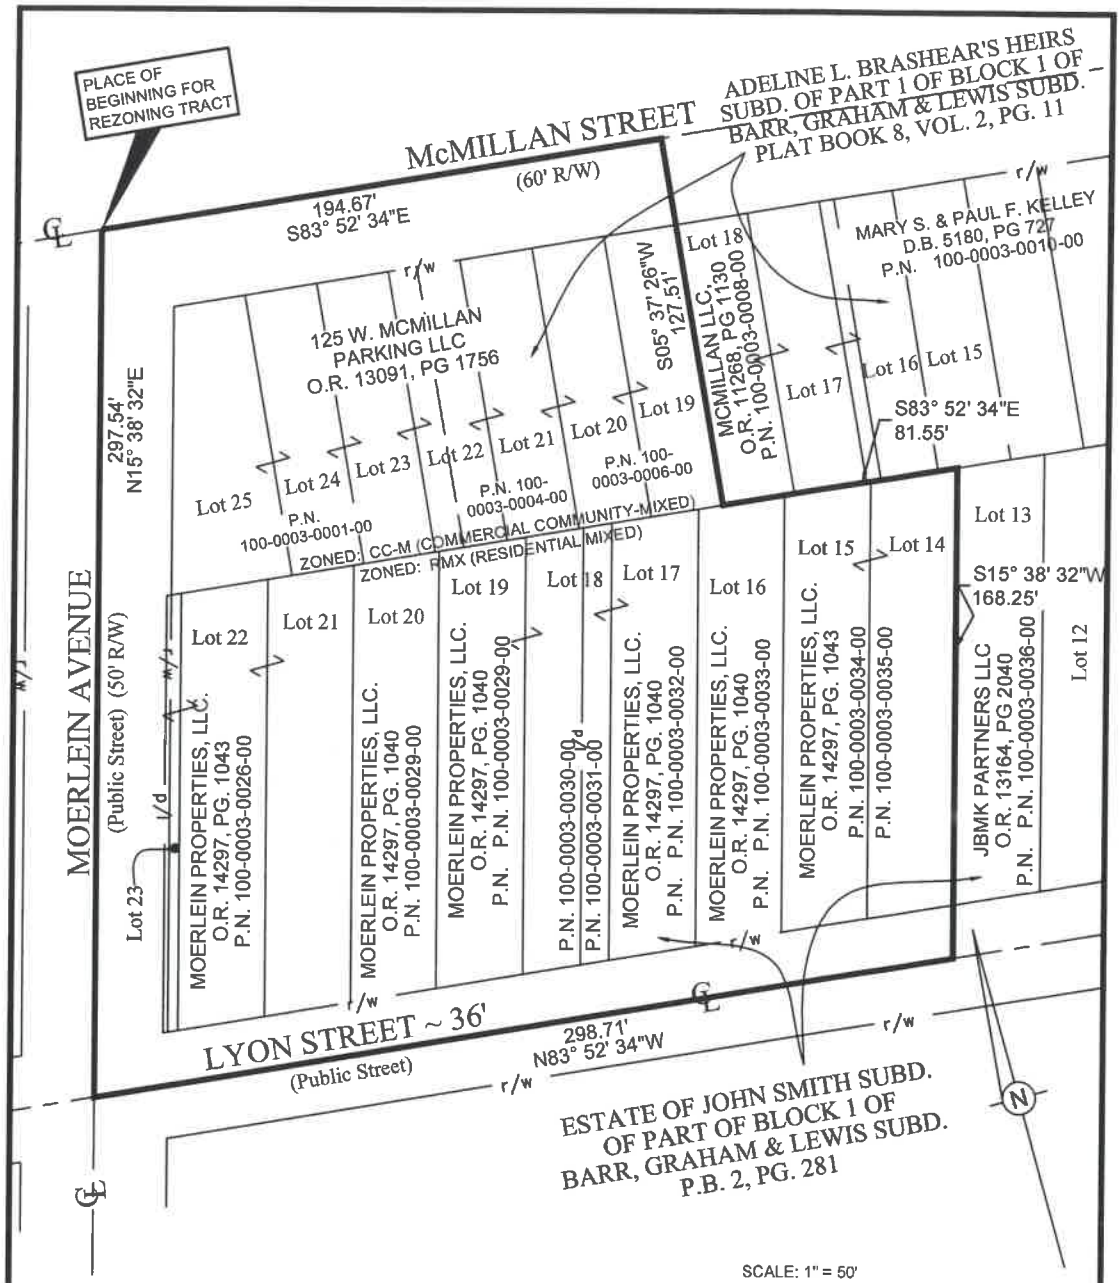 PLACE OF
BEGINNING FOR
REZONING TRACT
McMILLAN STREET
(60' R/W)
ADELINE L. BRASHEAR'S HEIRS
SUBD. OF PART 1 OF BLOCK 1 OF
BARR, GRAHAM & LEWIS SUBD.
PLAT BOOK 8, VOL. 2, PG. 11
CL
194.67'
S83° 52' 34"E
r/w
r/w
MARY S. & PAUL F. KELLEY
D.B. 5180, PG 727
P.N. 100-0003-0010-00
125 W. MCMILLAN
PARKING LLC
O.R. 13091, PG 1756
S05° 37' 26"W
127.51'
Lot 18
MCMILLAN LLC,
O.R. 11268, PG 1130
P.N. 100-0003-0008-00
Lot 17
Lot 16
Lot 15
S83° 52' 34"E
81.55'
297.54'
N15° 38' 32"E
Lot 25
Lot 24
Lot 23
Lot 22
Lot 21
Lot 20
Lot 19
P.N.
100-0003-0001-00
P.N. 100-
0003-0004-00
P.N. 100-
0003-0006-00
ZONED: CC-M (COMMERCIAL COMMUNITY-MIXED)
ZONED: RMX (RESIDENTIAL MIXED)
Lot 22
Lot 21
Lot 20
Lot 19
Lot 18
Lot 17
Lot 16
Lot 15
Lot 14
Lot 13
Lot 12
S15° 38' 32"W
168.25'
MOERLEIN AVENUE
(Public Street) (50' R/W)
r/w
r/w
p/l
Lot 23
MOERLEIN PROPERTIES, LLC.
O.R. 14297, PG. 1043
P.N. 100-0003-0026-00
MOERLEIN PROPERTIES, LLC.
O.R. 14297, PG. 1040
P.N. 100-0003-0029-00
MOERLEIN PROPERTIES, LLC.
O.R. 14297, PG. 1040
P.N. P.N. 100-0003-0029-00
P.N. 100-0003-0030-00
p/l
P.N. 100-0003-0031-00
MOERLEIN PROPERTIES, LLC.
O.R. 14297, PG. 1040
P.N. P.N. 100-0003-0032-00
MOERLEIN PROPERTIES, LLC.
O.R. 14297, PG. 1040
P.N. P.N. 100-0003-0033-00
MOERLEIN PROPERTIES, LLC.
O.R. 14297, PG. 1043
P.N. 100-0003-0034-00
P.N. 100-0003-0035-00
JBMK PARTNERS LLC
O.R. 13164, PG 2040
P.N. 100-0003-0036-00
r/w
r/w
LYON STREET ~ 36'
(Public Street)
CL
298.71'
N83° 52' 34"W
r/w
r/w
ESTATE OF JOHN SMITH SUBD.
OF PART OF BLOCK 1 OF
BARR, GRAHAM & LEWIS SUBD.
P.B. 2, PG. 281
N
CL
SCALE: 1" = 50'